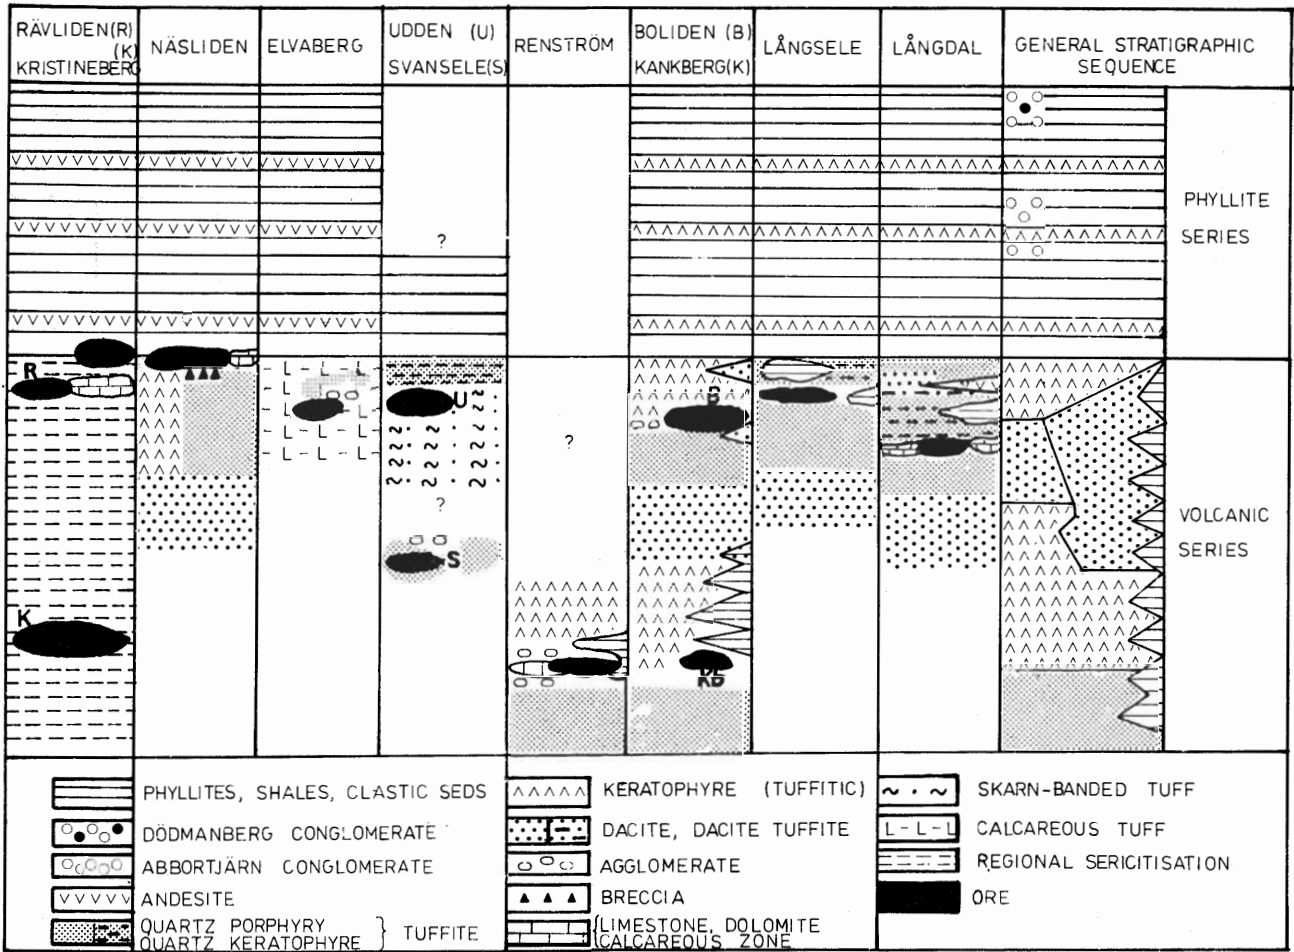 RÄVLIDEN(R)
(K)
KRISTINEBERG
NÄSLIDEN
ELVABERG
UDDEN (U)
SVANSELE(S)
RENSTRÖM
BOLIDEN (B)
KANKBERG(K)
LÅNGSELE
LÅNGDAL
GENERAL STRATIGRAPHIC
SEQUENCE
PHYLLITE
SERIES
?
R
B
U
?
?
S
VOLCANIC
SERIES
K
PHYLLITES, SHALES, CLASTIC SEDS
DÖDMANBERG CONGLOMERATE
ABBORTJÄRN CONGLOMERATE
ANDESITE
QUARTZ PORPHYRY
QUARTZ KERATOPHYRE } TUFFITE
KERATOPHYRE (TUFFITIC)
DACITE, DACITE TUFFITE
AGGLOMERATE
BRECCIA
{LIMESTONE, DOLOMITE
{CALCAREOUS ZONE
SKARN-BANDED TUFF
CALCAREOUS TUFF
REGIONAL SERICITISATION
ORE